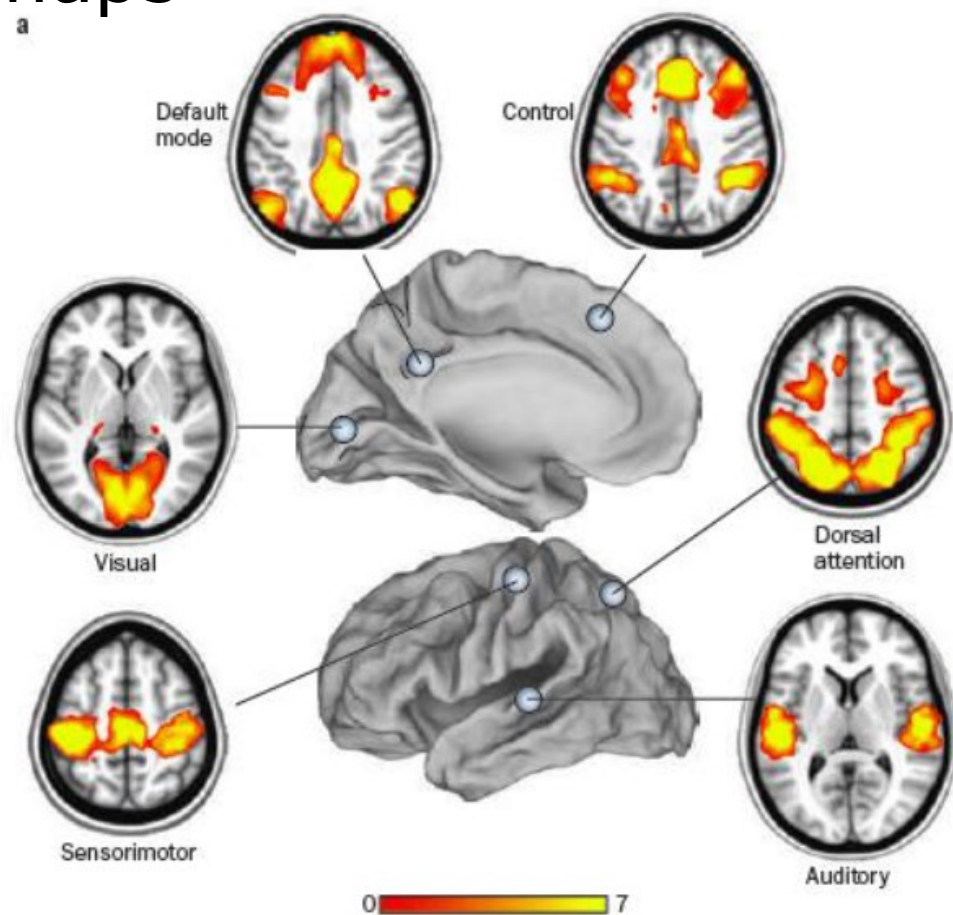 a
Default
mode
Control
Visual
Dorsal
attention
Sensorimotor
Auditory
0
7